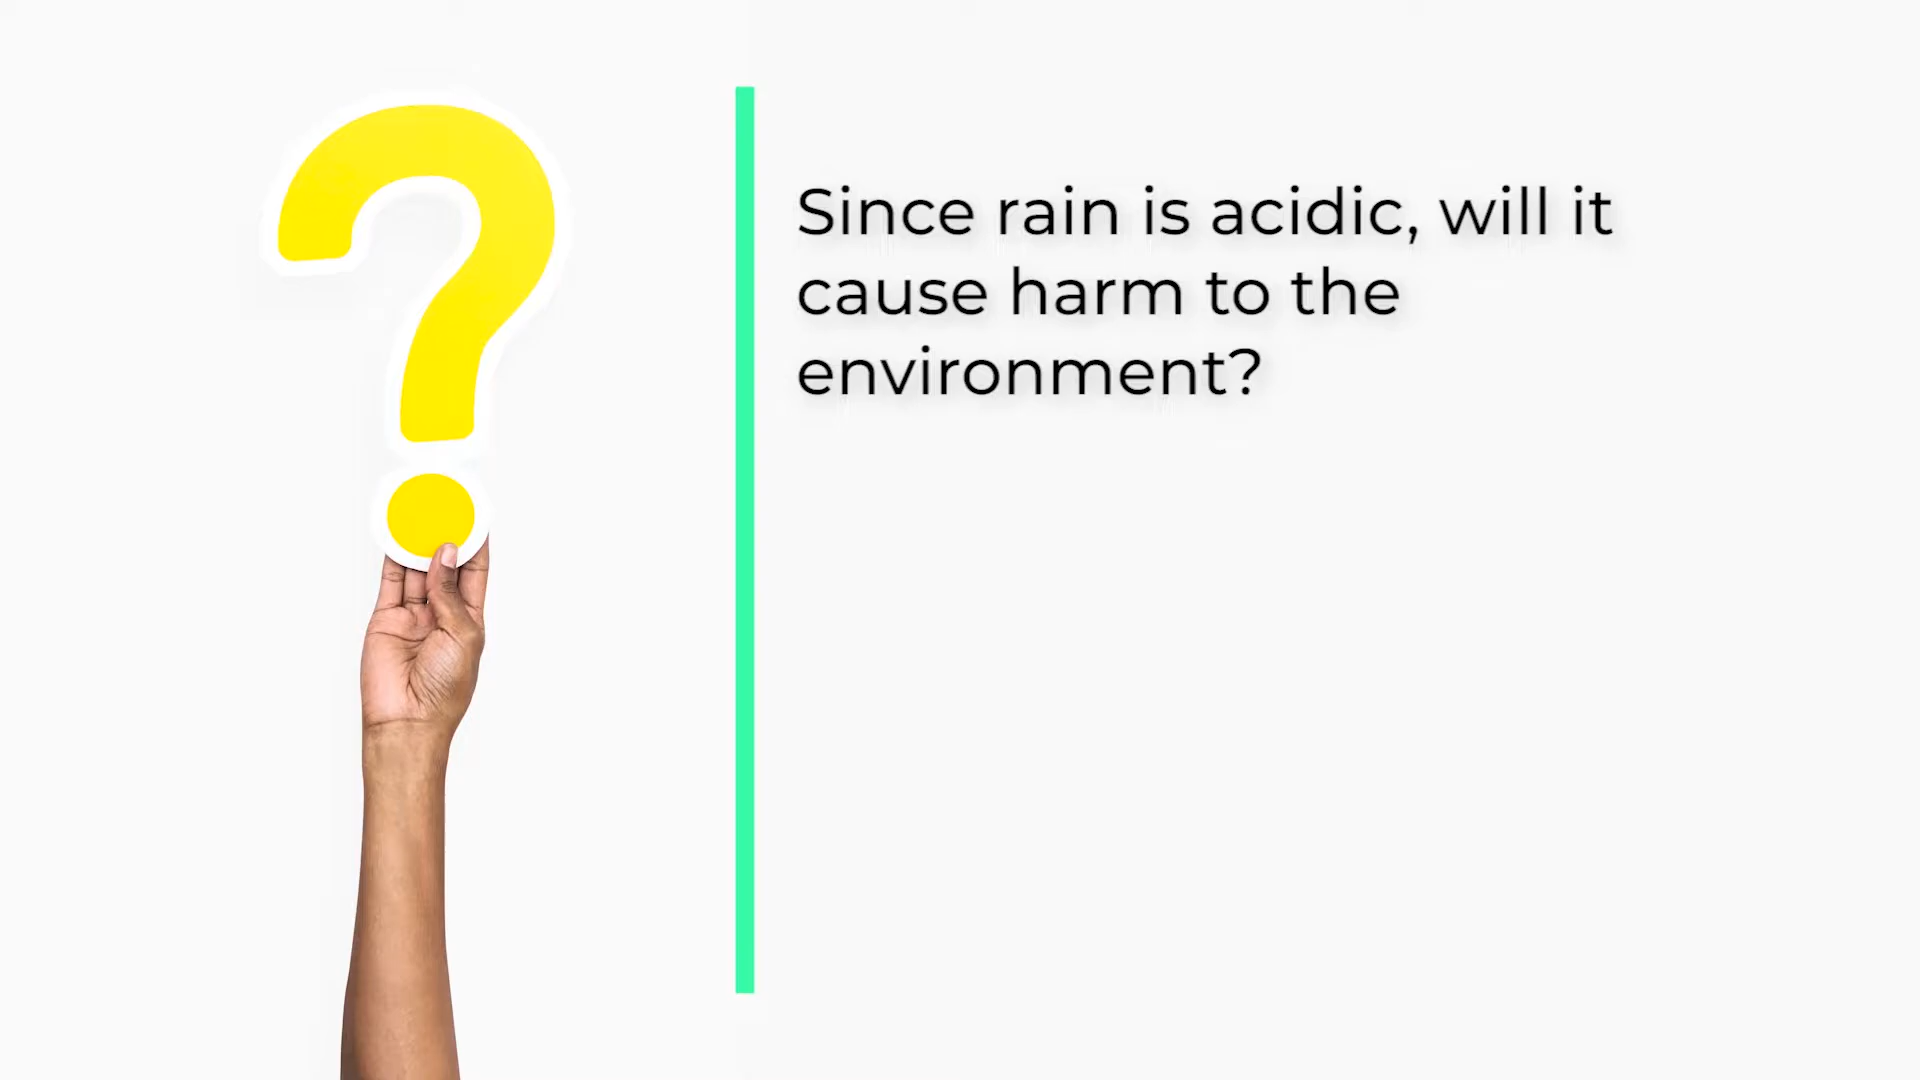 Since rain is acidic, will it
cause harm to the
environment?